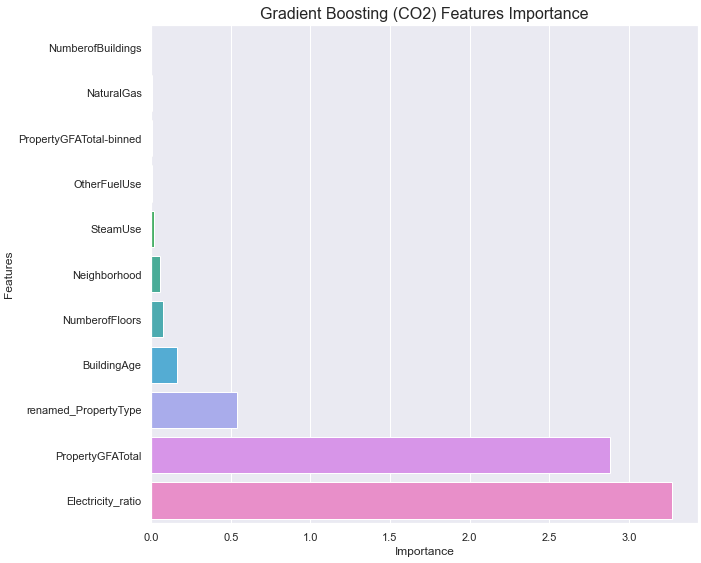 Gradient Boosting (CO2) Features Importance
Features
NumberofBuildings
NaturalGas
PropertyGFATotal-binned
OtherFuelUse
SteamUse
Neighborhood
NumberofFloors
BuildingAge
renamed_PropertyType
PropertyGFATotal
Electricity_ratio
0.0 0.5 1.0 1.5 2.0 2.5 3.0
Importance